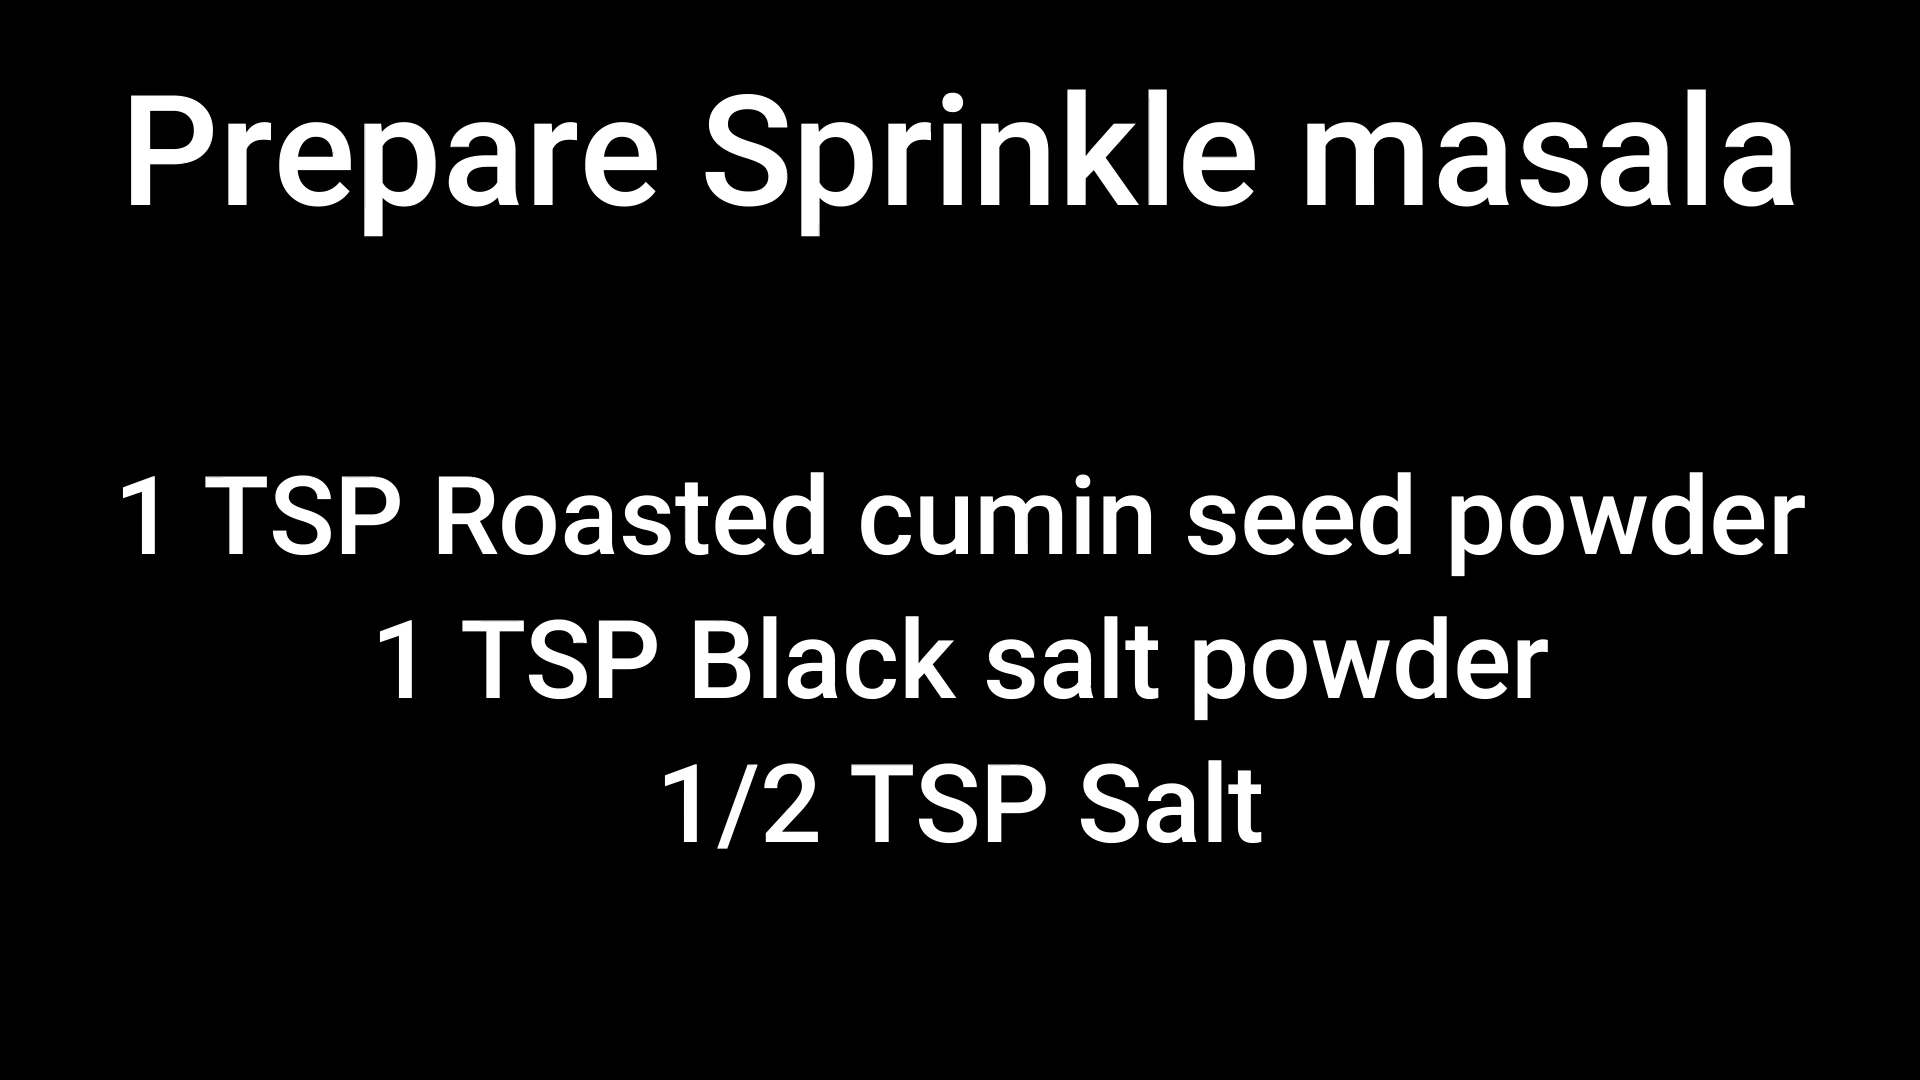 Prepare Sprinkle masala
1 TSP Roasted cumin seed powder
1 TSP Black salt powder
1/2 TSP Salt